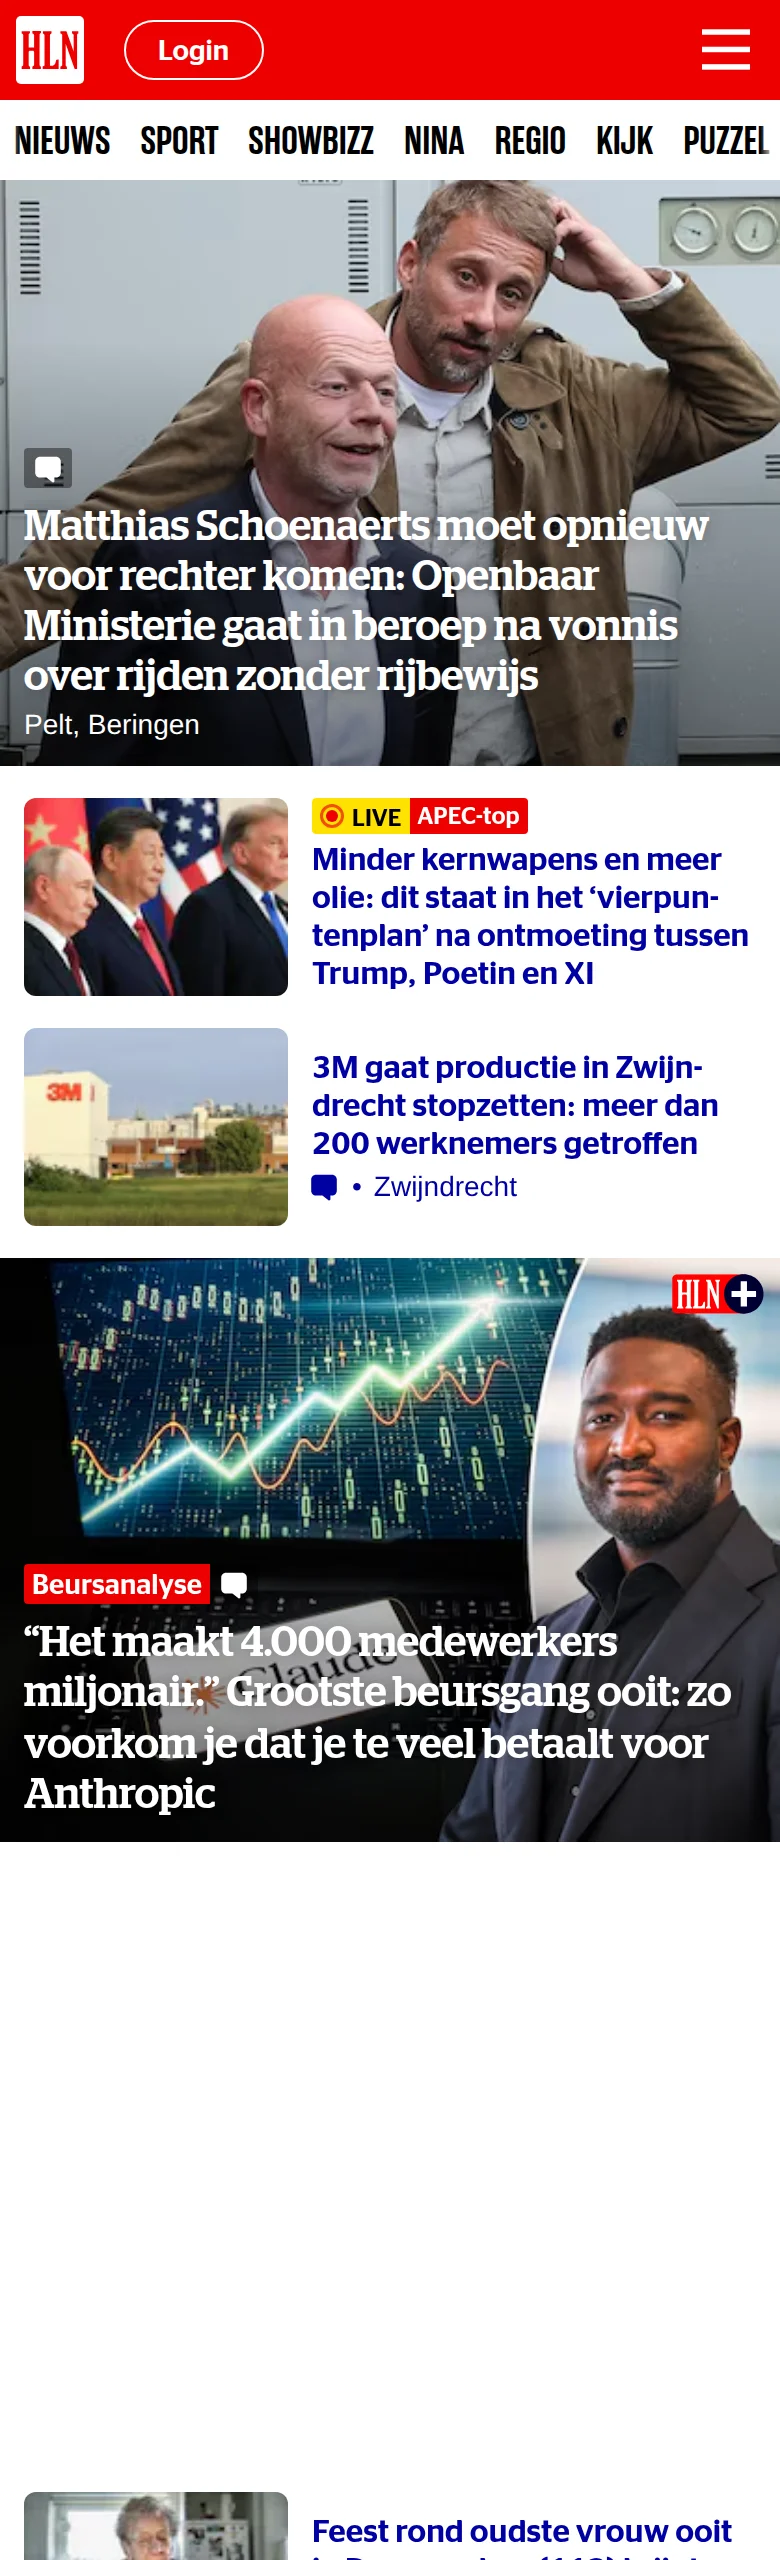 HLN
Login
NIEUWS SPORT SHOWBIZZ NINA REGIO KIJK PUZZEL
Matthias Schoenaerts moet opnieuw
voor rechter komen: Openbaar
Ministerie gaat in beroep na vonnis
over rijden zonder rijbewijs
Pelt, Beringen
LIVE APEC-top
Minder kernwapens en meer
olie: dit staat in het ‘vierpun-
tenplan’ na ontmoeting tussen
Trump, Poetin en XI
3M
3M gaat productie in Zwijn-
drecht stopzetten: meer dan
200 werknemers getroffen
• Zwijndrecht
HLN+
Beursanalyse
Claude
“Het maakt 4.000 medewerkers
miljonair.” Grootste beursgang ooit: zo
voorkom je dat je te veel betaalt voor
Anthropic
Feest rond oudste vrouw ooit